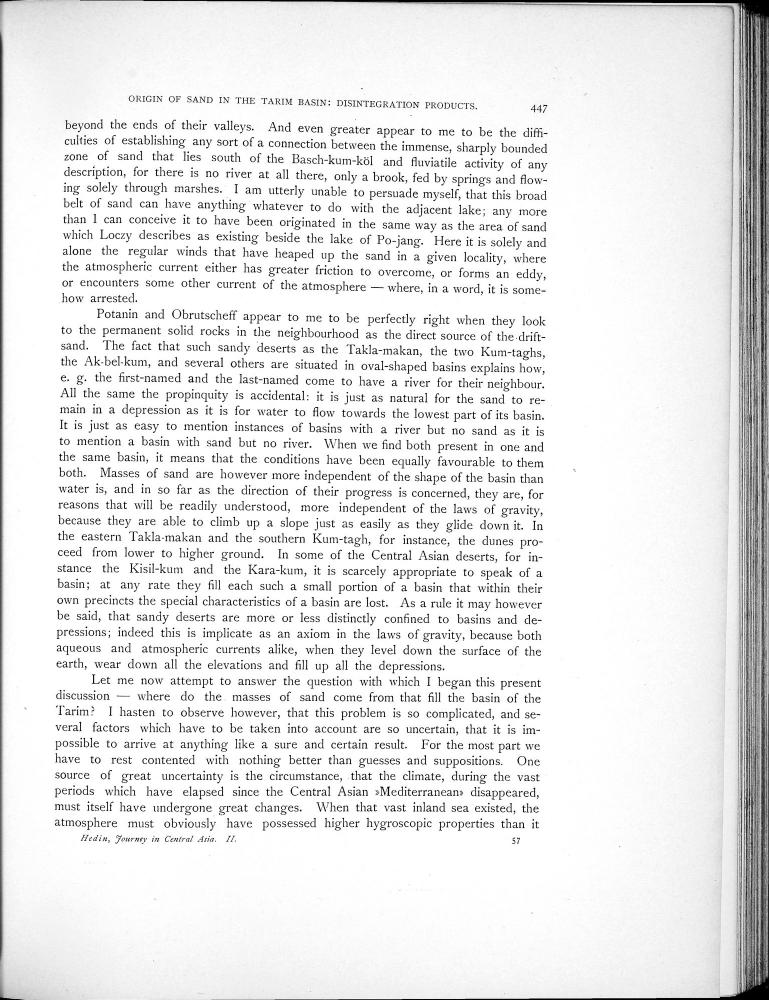 ORIGIN OF SAND IN THE TARIM BASIN: DISINTEGRATION PRODUCTS. 447
beyond the ends of their valleys. And even greater appear to me to be the diffi-
culties of establishing any sort of a connection between the immense, sharply bounded
zone of sand that lies south of the Basch-kum-köl and fluviatile activity of any
description, for there is no river at all there, only a brook, fed by springs and flow-
ing solely through marshes. I am utterly unable to persuade myself, that this broad
belt of sand can have anything whatever to do with the adjacent lake; any more
than I can conceive it to have been originated in the same way as the area of sand
which Loczy describes as existing beside the lake of Po-jang. Here it is solely and
alone the regular winds that have heaped up the sand in a given locality, where
the atmospheric current either has greater friction to overcome, or forms an eddy,
or encounters some other current of the atmosphere — where, in a word, it is some-
how arrested.
Potanin and Obrutscheff appear to me to be perfectly right when they look
to the permanent solid rocks in the neighbourhood as the direct source of the drift-
sand. The fact that such sandy deserts as the Takla-makan, the two Kum-taghs,
the Ak-bel-kum, and several others are situated in oval-shaped basins explains how,
e. g. the first-named and the last-named come to have a river for their neighbour.
All the same the propinquity is accidental: it is just as natural for the sand to re-
main in a depression as it is for water to flow towards the lowest part of its basin.
It is just as easy to mention instances of basins with a river but no sand as it is
to mention a basin with sand but no river. When we find both present in one and
the same basin, it means that the conditions have been equally favourable to them
both. Masses of sand are however more independent of the shape of the basin than
water is, and in so far as the direction of their progress is concerned, they are, for
reasons that will be readily understood, more independent of the laws of gravity,
because they are able to climb up a slope just as easily as they glide down it. In
the eastern Takla-makan and the southern Kum-tagh, for instance, the dunes pro-
ceed from lower to higher ground. In some of the Central Asian deserts, for in-
stance the Kisil-kum and the Kara-kum, it is scarcely appropriate to speak of a
basin; at any rate they fill each such a small portion of a basin that within their
own precincts the special characteristics of a basin are lost. As a rule it may however
be said, that sandy deserts are more or less distinctly confined to basins and de-
pressions; indeed this is implicate as an axiom in the laws of gravity, because both
aqueous and atmospheric currents alike, when they level down the surface of the
earth, wear down all the elevations and fill up all the depressions.
Let me now attempt to answer the question with which I began this present
discussion — where do the masses of sand come from that fill the basin of the
Tarim? I hasten to observe however, that this problem is so complicated, and se-
veral factors which have to be taken into account are so uncertain, that it is im-
possible to arrive at anything like a sure and certain result. For the most part we
have to rest contented with nothing better than guesses and suppositions. One
source of great uncertainty is the circumstance, that the climate, during the vast
periods which have elapsed since the Central Asian »Mediterranean» disappeared,
must itself have undergone great changes. When that vast inland sea existed, the
atmosphere must obviously have possessed higher hygroscopic properties than it
Hedin, Journey in Central Asia. II. 57